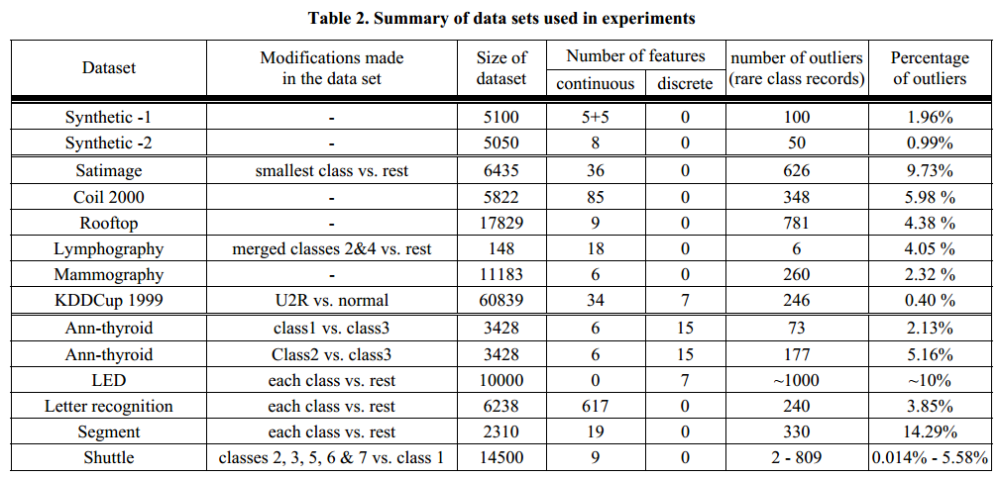 Table 2. Summary of data sets used in experiments
Dataset Modifications made in the data set Size of dataset Number of features continuous discrete number of outliers (rare class records) Percentage of outliers
Synthetic -1 - 5100 5+5 0 100 1.96%
Synthetic -2 - 5050 8 0 50 0.99%
Satimage smallest class vs. rest 6435 36 0 626 9.73%
Coil 2000 - 5822 85 0 348 5.98 %
Rooftop - 17829 9 0 781 4.38 %
Lymphography merged classes 2&4 vs. rest 148 18 0 6 4.05 %
Mammography - 11183 6 0 260 2.32 %
KDDCup 1999 U2R vs. normal 60839 34 7 246 0.40 %
Ann-thyroid class1 vs. class3 3428 6 15 73 2.13%
Ann-thyroid Class2 vs. class3 3428 6 15 177 5.16%
LED each class vs. rest 10000 0 7 ~1000 ~10%
Letter recognition each class vs. rest 6238 617 0 240 3.85%
Segment each class vs. rest 2310 19 0 330 14.29%
Shuttle classes 2, 3, 5, 6 & 7 vs. class 1 14500 9 0 2 - 809 0.014% - 5.58%